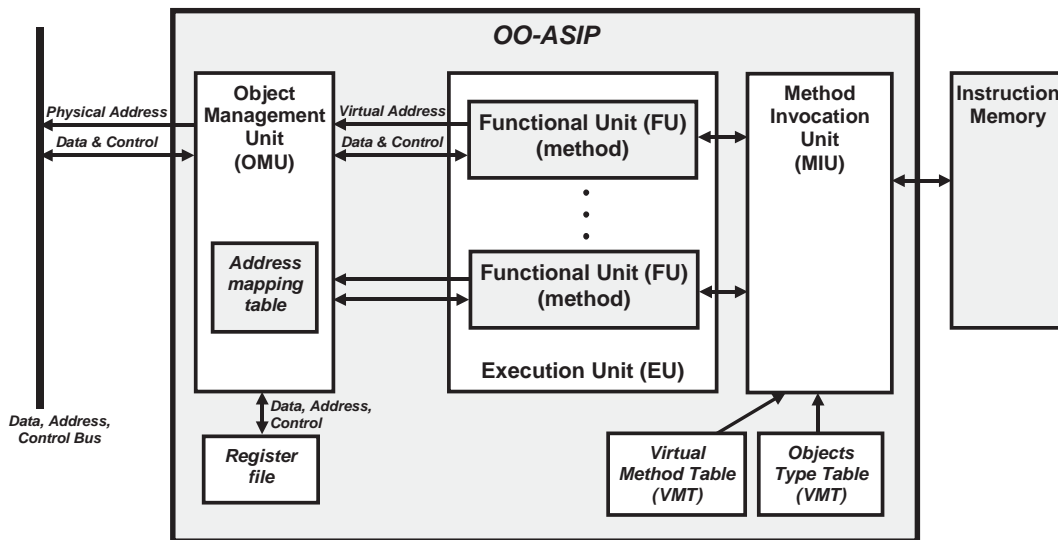 OO-ASIP
Physical Address
Data & Control
Object
Management
Unit
(OMU)
Address
mapping
table
Virtual Address
Data & Control
Functional Unit (FU)
(method)
Functional Unit (FU)
(method)
Execution Unit (EU)
Method
Invocation
Unit
(MIU)
Instruction
Memory
Data, Address,
Control Bus
Data, Address,
Control
Register
file
Virtual
Method Table
(VMT)
Objects
Type Table
(VMT)